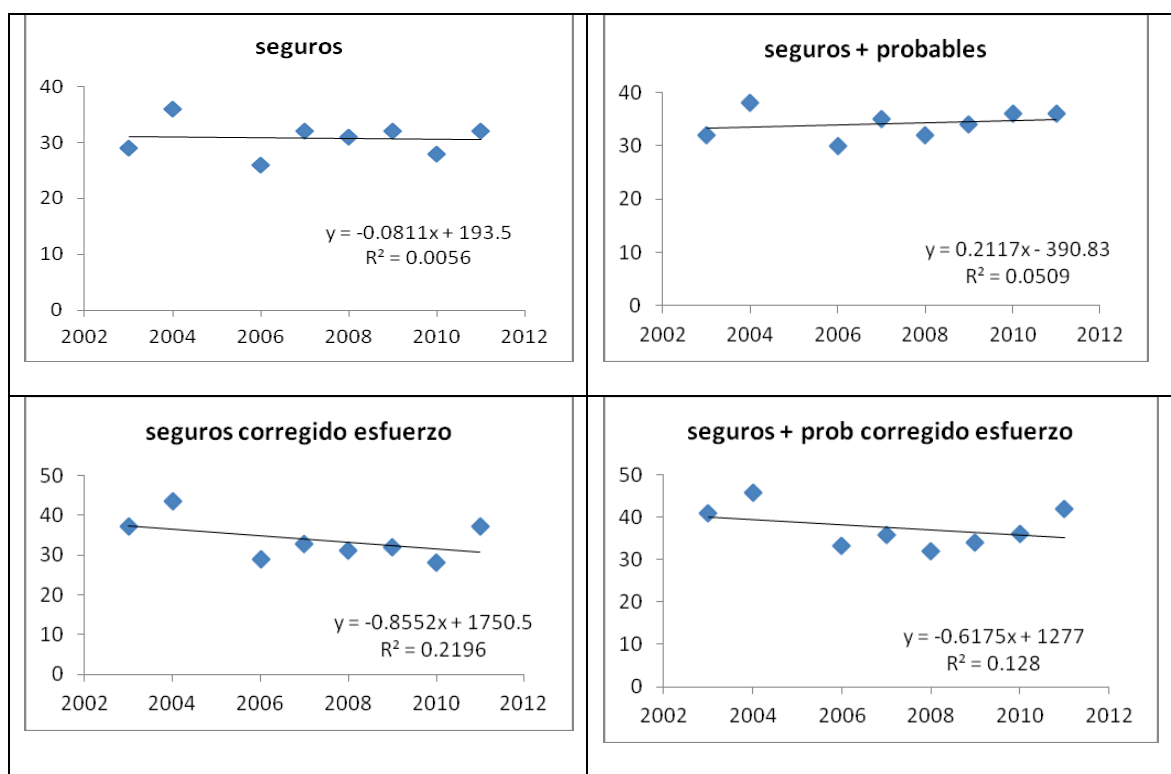 seguros
40
30
20
10
0
2002 2004 2006 2008 2010 2012
y = -0.0811x + 193.5
R² = 0.0056
seguros + probables
40
30
20
10
0
2002 2004 2006 2008 2010 2012
y = 0.2117x - 390.83
R² = 0.0509
seguros corregido esfuerzo
50
40
30
20
10
0
2002 2004 2006 2008 2010 2012
y = -0.8552x + 1750.5
R² = 0.2196
seguros + prob corregido esfuerzo
50
40
30
20
10
0
2002 2004 2006 2008 2010 2012
y = -0.6175x + 1277
R² = 0.128